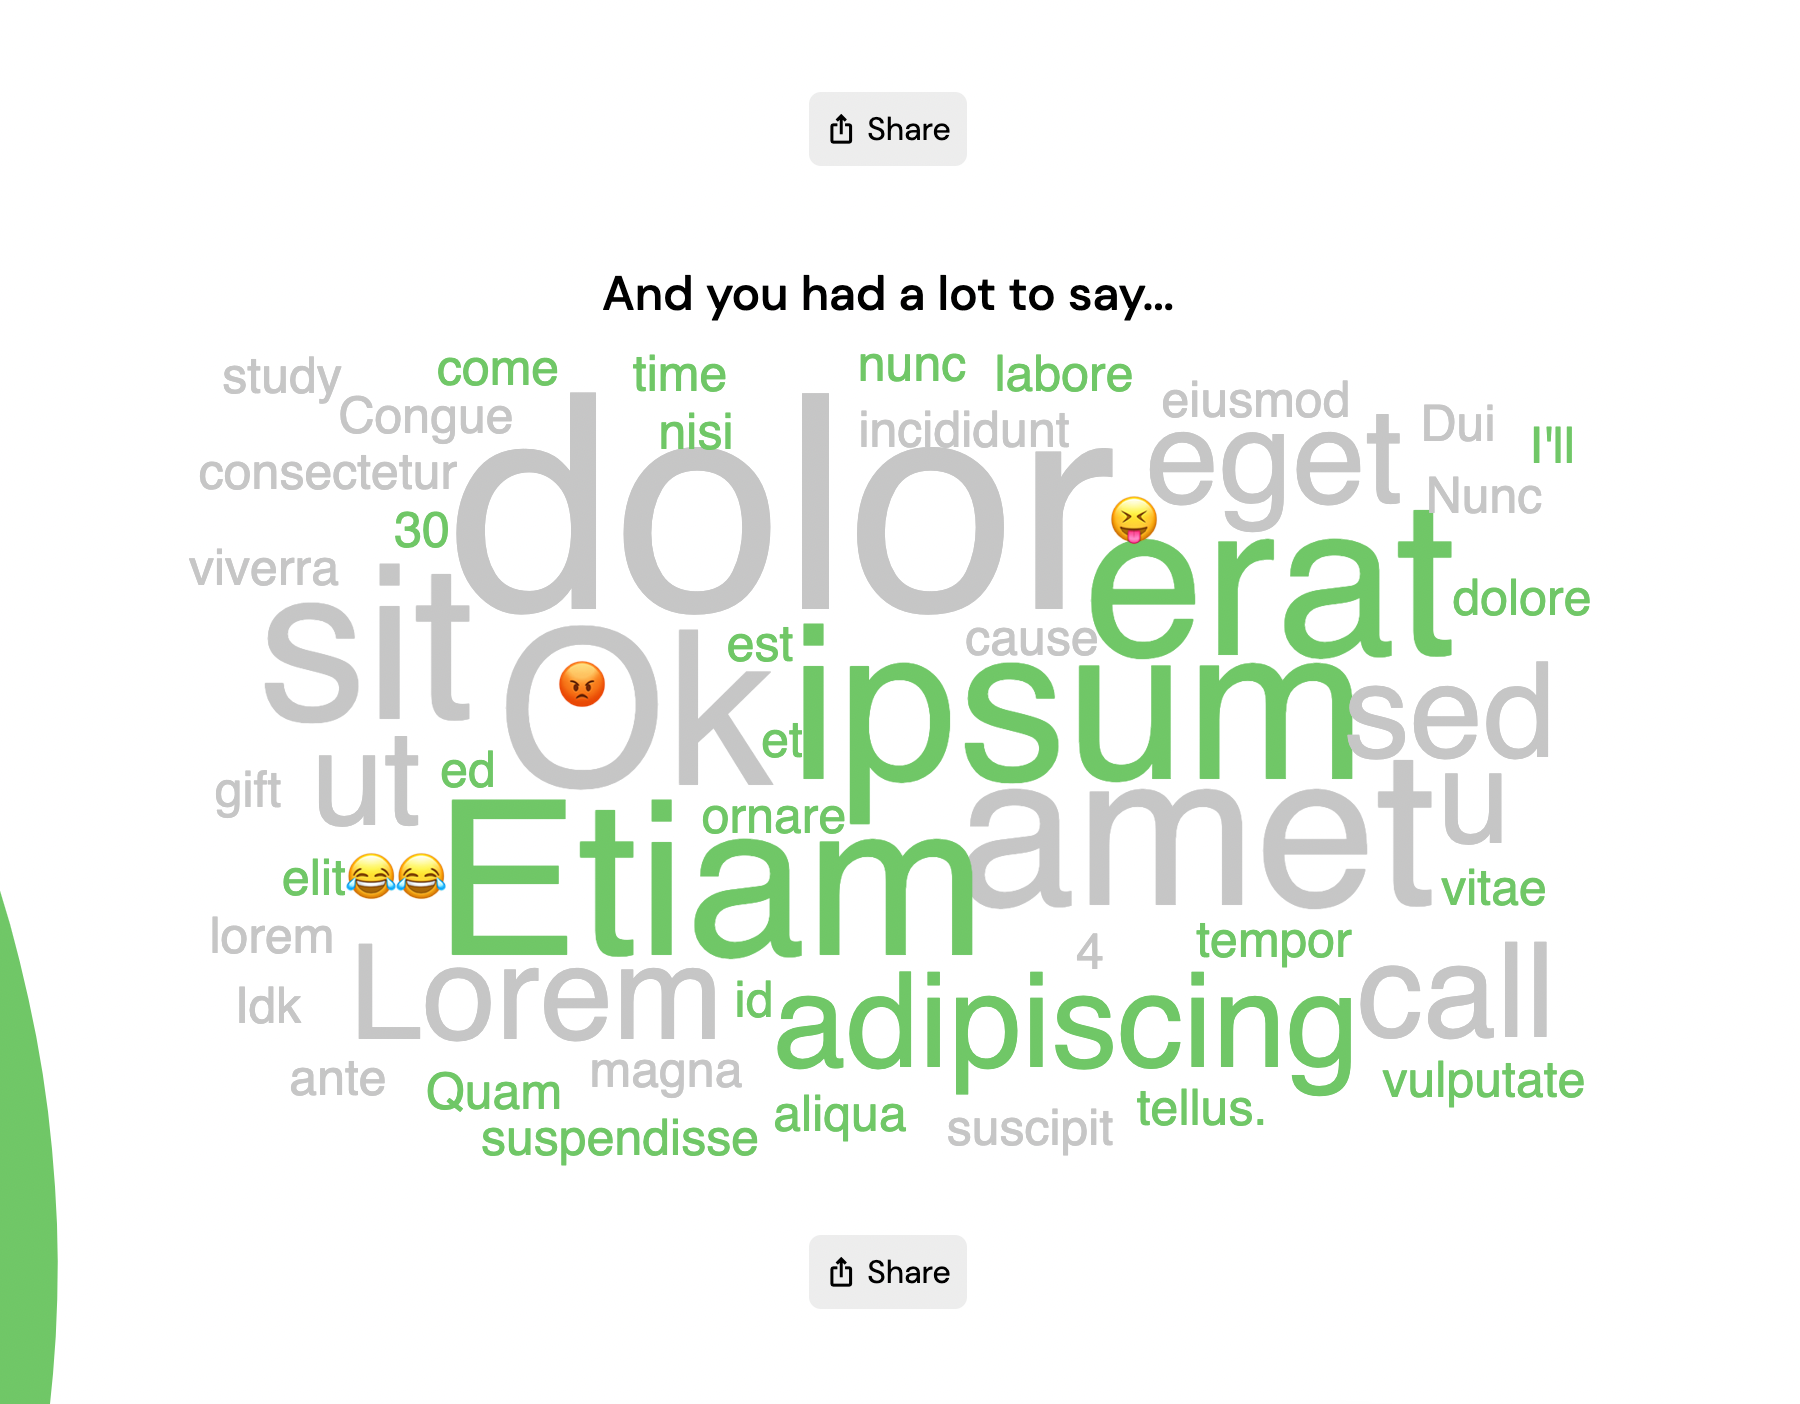 Share
And you had a lot to say...
study come time nunc labore
Congue nisi incididunt eiusmod Dui I'll
consectetur dolor eget Nunc
30 😝
viverra erat dolore
sit Ok est cause
😡 ipsum sed
gift ut ed et
ornare amet u
elit 😂😂 Etiam vitae
lorem 4 tempor
Idk Lorem id adipiscing call
ante Quam magna vulputate
suspendisse aliqua suscipit tellus.
Share